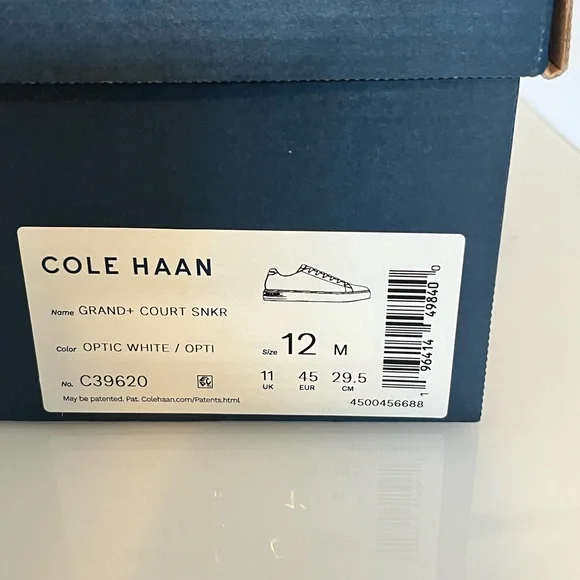 COLE HAAN
Name GRAND+ COURT SNKR
Color OPTIC WHITE / OPTI
Size 12 M
No. C39620
11 45 29.5
UK EUR CM
May be patented. Pat. Colehaan.com/Patents.html
1 96414 49840 0
4500456688